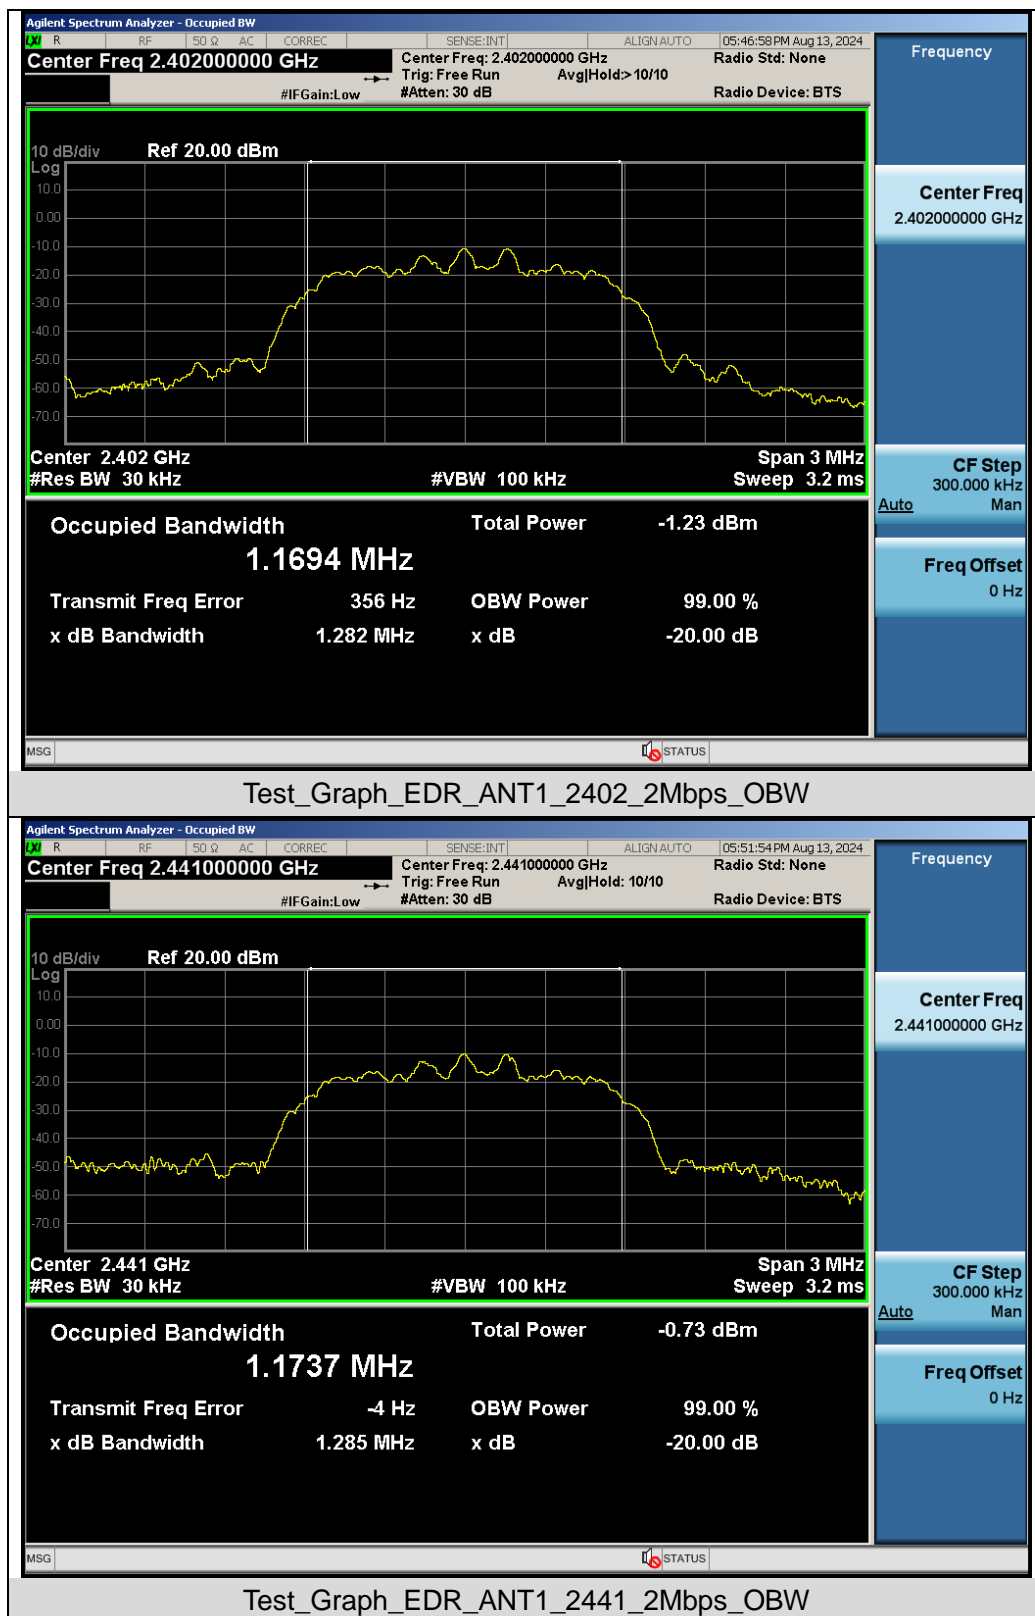 Agilent Spectrum Analyzer - Occupied BW
LXI R RF 50 Ω AC CORREC SENSE:INT ALIGN AUTO 05:46:58 PM Aug 13, 2024
Center Freq 2.402000000 GHz
Center Freq: 2.402000000 GHz Radio Std: None
Trig: Free Run Avg|Hold:> 10/10
#IFGain:Low #Atten: 30 dB Radio Device: BTS
Frequency
10 dB/div Ref 20.00 dBm
Log
10.0
0.00
-10.0
-20.0
-30.0
-40.0
-50.0
-60.0
-70.0
Center 2.402 GHz Span 3 MHz
#Res BW 30 kHz #VBW 100 kHz Sweep 3.2 ms
Center Freq
2.402000000 GHz
CF Step
300.000 kHz
Auto Man
Freq Offset
0 Hz
Occupied Bandwidth Total Power -1.23 dBm
1.1694 MHz
Transmit Freq Error 356 Hz OBW Power 99.00 %
x dB Bandwidth 1.282 MHz x dB -20.00 dB
MSG STATUS
Test_Graph_EDR_ANT1_2402_2Mbps_OBW
Agilent Spectrum Analyzer - Occupied BW
LXI R RF 50 Ω AC CORREC SENSE:INT ALIGN AUTO 05:51:54 PM Aug 13, 2024
Center Freq 2.441000000 GHz
Center Freq: 2.441000000 GHz Radio Std: None
Trig: Free Run Avg|Hold: 10/10
#IFGain:Low #Atten: 30 dB Radio Device: BTS
Frequency
10 dB/div Ref 20.00 dBm
Log
10.0
0.00
-10.0
-20.0
-30.0
-40.0
-50.0
-60.0
-70.0
Center 2.441 GHz Span 3 MHz
#Res BW 30 kHz #VBW 100 kHz Sweep 3.2 ms
Center Freq
2.441000000 GHz
CF Step
300.000 kHz
Auto Man
Freq Offset
0 Hz
Occupied Bandwidth Total Power -0.73 dBm
1.1737 MHz
Transmit Freq Error -4 Hz OBW Power 99.00 %
x dB Bandwidth 1.285 MHz x dB -20.00 dB
MSG STATUS
Test_Graph_EDR_ANT1_2441_2Mbps_OBW